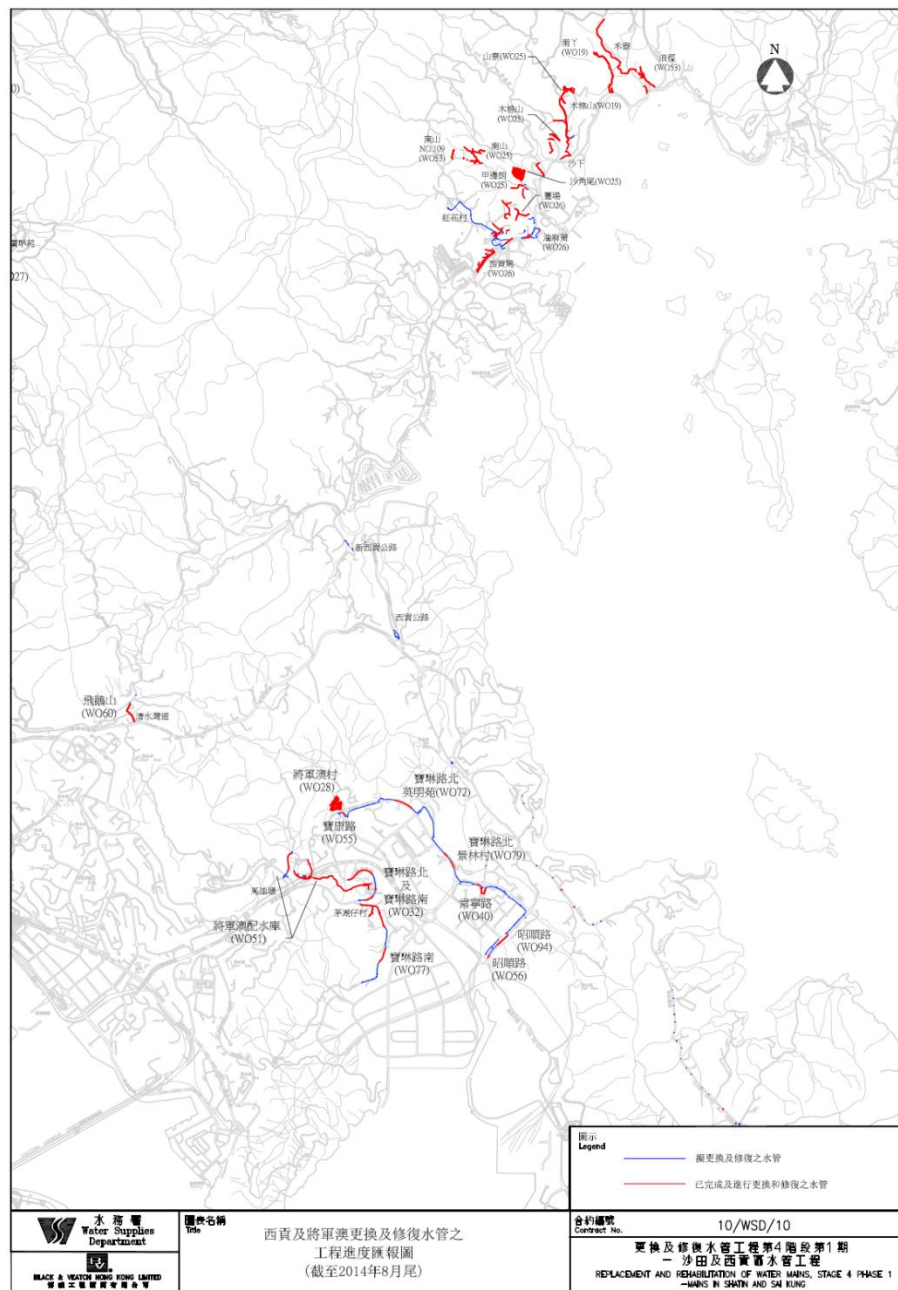 N
南丫
(WO19)
禾寮
浪徑
(WO53)
山寮(WO25)
木棉山(WO19)
木棉山
(WO25)
南山
NO.109
(WO53)
南山
(WO25)
沙下
甲邊朗
(WO25)
沙角尾(WO25)
蠔涌
(WO26)
紅花村
(WO26)
西貢篤
(WO26)
0)
027)
新西貢公路
西貢公路
飛鵝山
(WO60)
清水灣道
將軍澳村
(WO28)
寶琳路北
英明苑(WO72)
寶康路
(WO55)
寶琳路北
景林村(WO79)
寶琳路北
及
寶琳路南
(WO32)
馬油塘
茅湖仔村
常寧路
(WO40)
將軍澳配水庫
(WO51)
昭順路
(WO94)
寶琳路南
(WO77)
昭順路
(WO56)
圖示
Legend
擬更換及修復之水管
已完成及進行更換和修復之水管
水務署
Water Supplies
Department
BLACK & VEATCH HONG KONG LIMITED
圖表名稱
Title
西貢及將軍澳更換及修復水管之
工程進度匯報圖
(截至2014年8月尾)
合約編號
Contract No.
10/WSD/10
更換及修復水管工程第4階段第1期
— 沙田及西貢區水管工程
REPLACEMENT AND REHABILITATION OF WATER MAINS, STAGE 4 PHASE 1
-MAINS IN SHATIN AND SAI KUNG